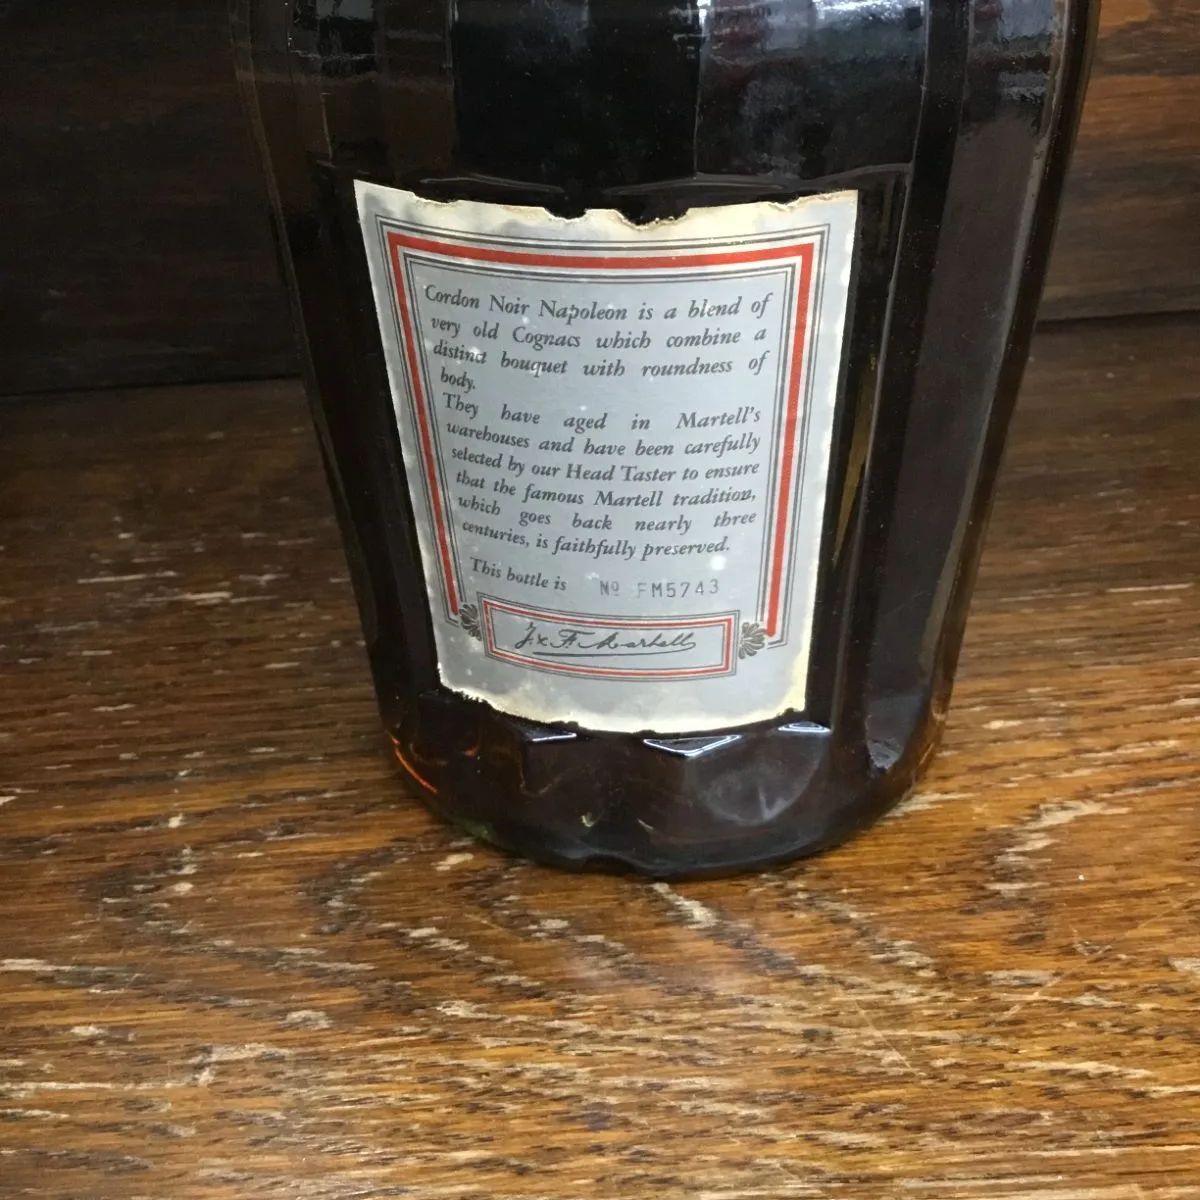 Cordon Noir Napoleon is a blend of
very old Cognacs which combine a
distinct bouquet with roundness of
body.
They have aged in Martell's
warehouses and have been carefully
selected by our Head Taster to ensure
that the famous Martell tradition,
which goes back nearly three
centuries, is faithfully preserved.
This bottle is Nº FM5743
J & F Martell